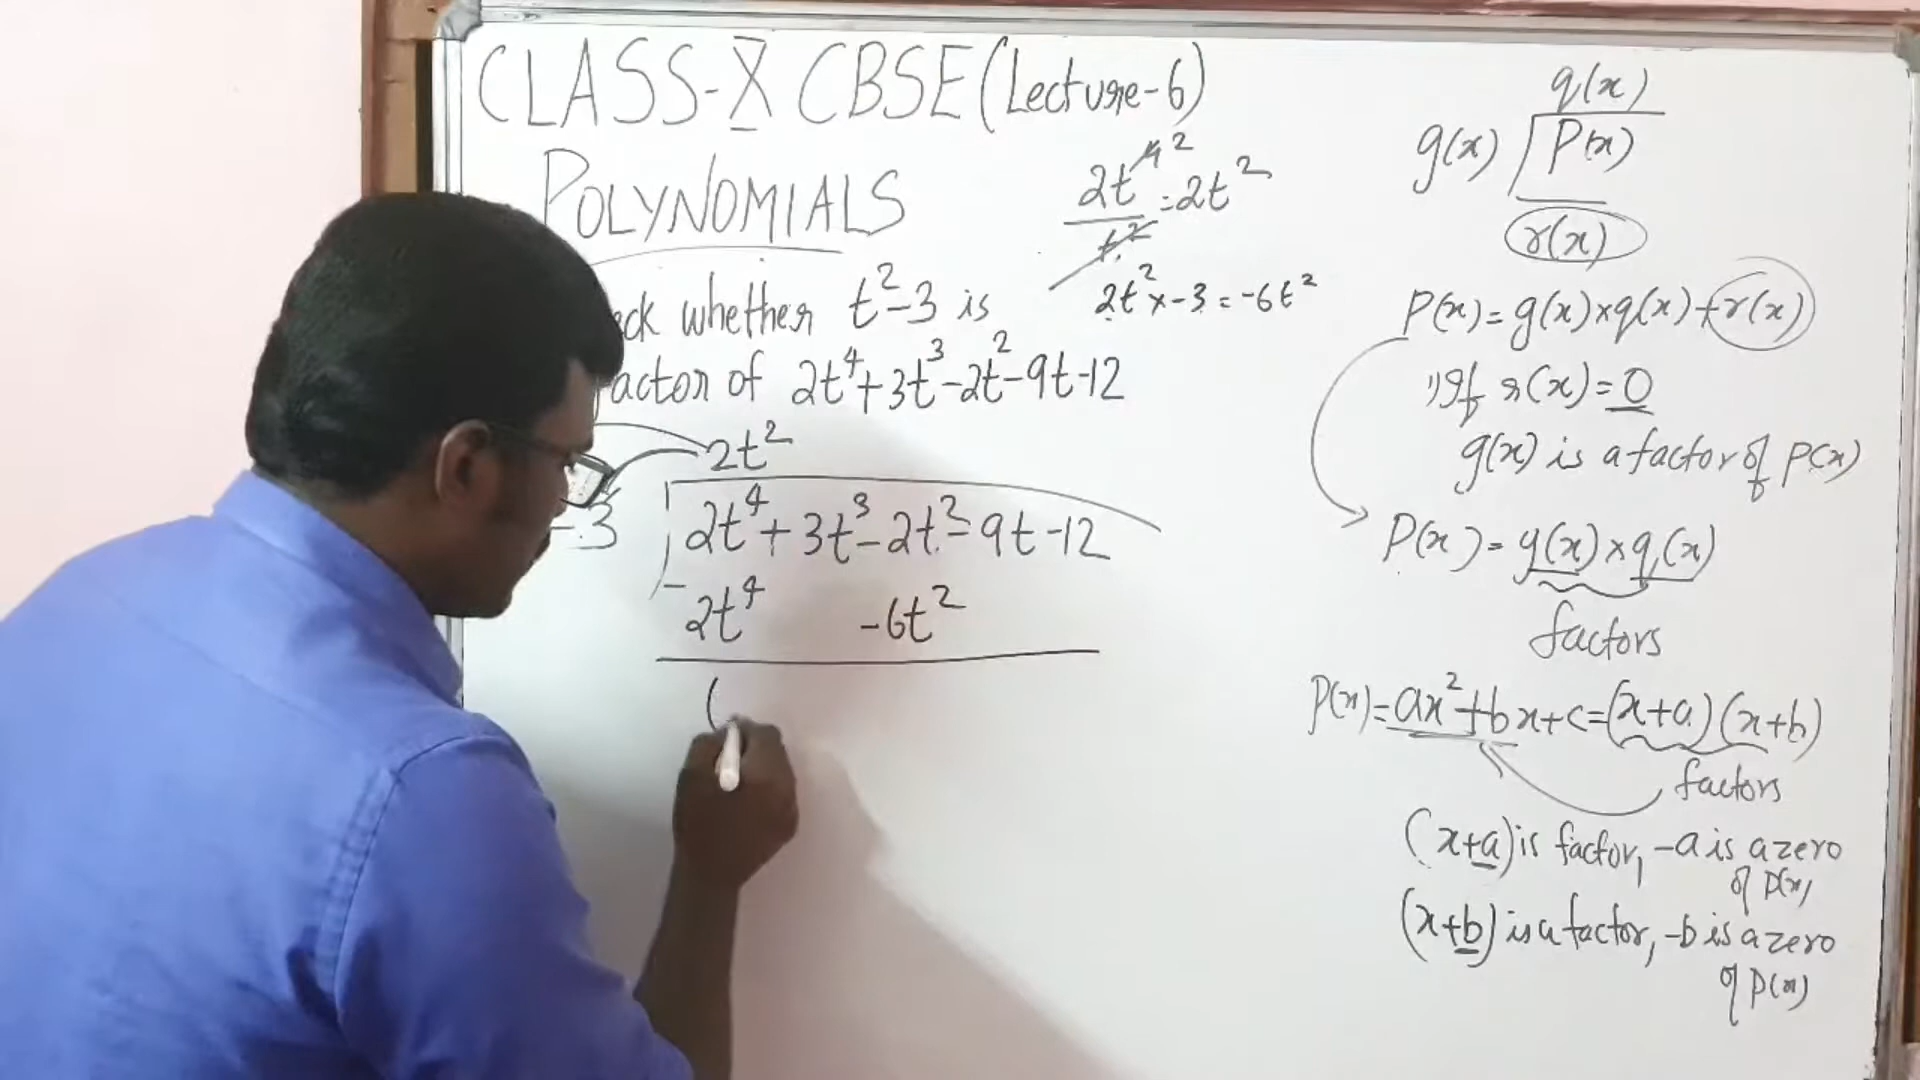 CLASS-X CBSE (Lecture-6)
POLYNOMIALS
2t⁴ 2
t² = 2t²
2t² × -3 = -6t²
whether t²-3 is
of 2t⁴+3t³-2t²-9t-12
2t²
-3 2t⁴+3t³-2t²-9t-12
- 2t⁴ -6t²
q(x)
g(x) P(x)
r(x)
P(x)=g(x)×q(x)+r(x)
If r(x)=0
g(x) is a factor of P(x)
P(x)=g(x)×q(x)
factors
P(x)=ax²+bx+c=(x+a)(x+b)
factors
(x+a) is factor, -a is a zero
of P(x)
(x+b) is a factor, -b is a zero
of P(x)